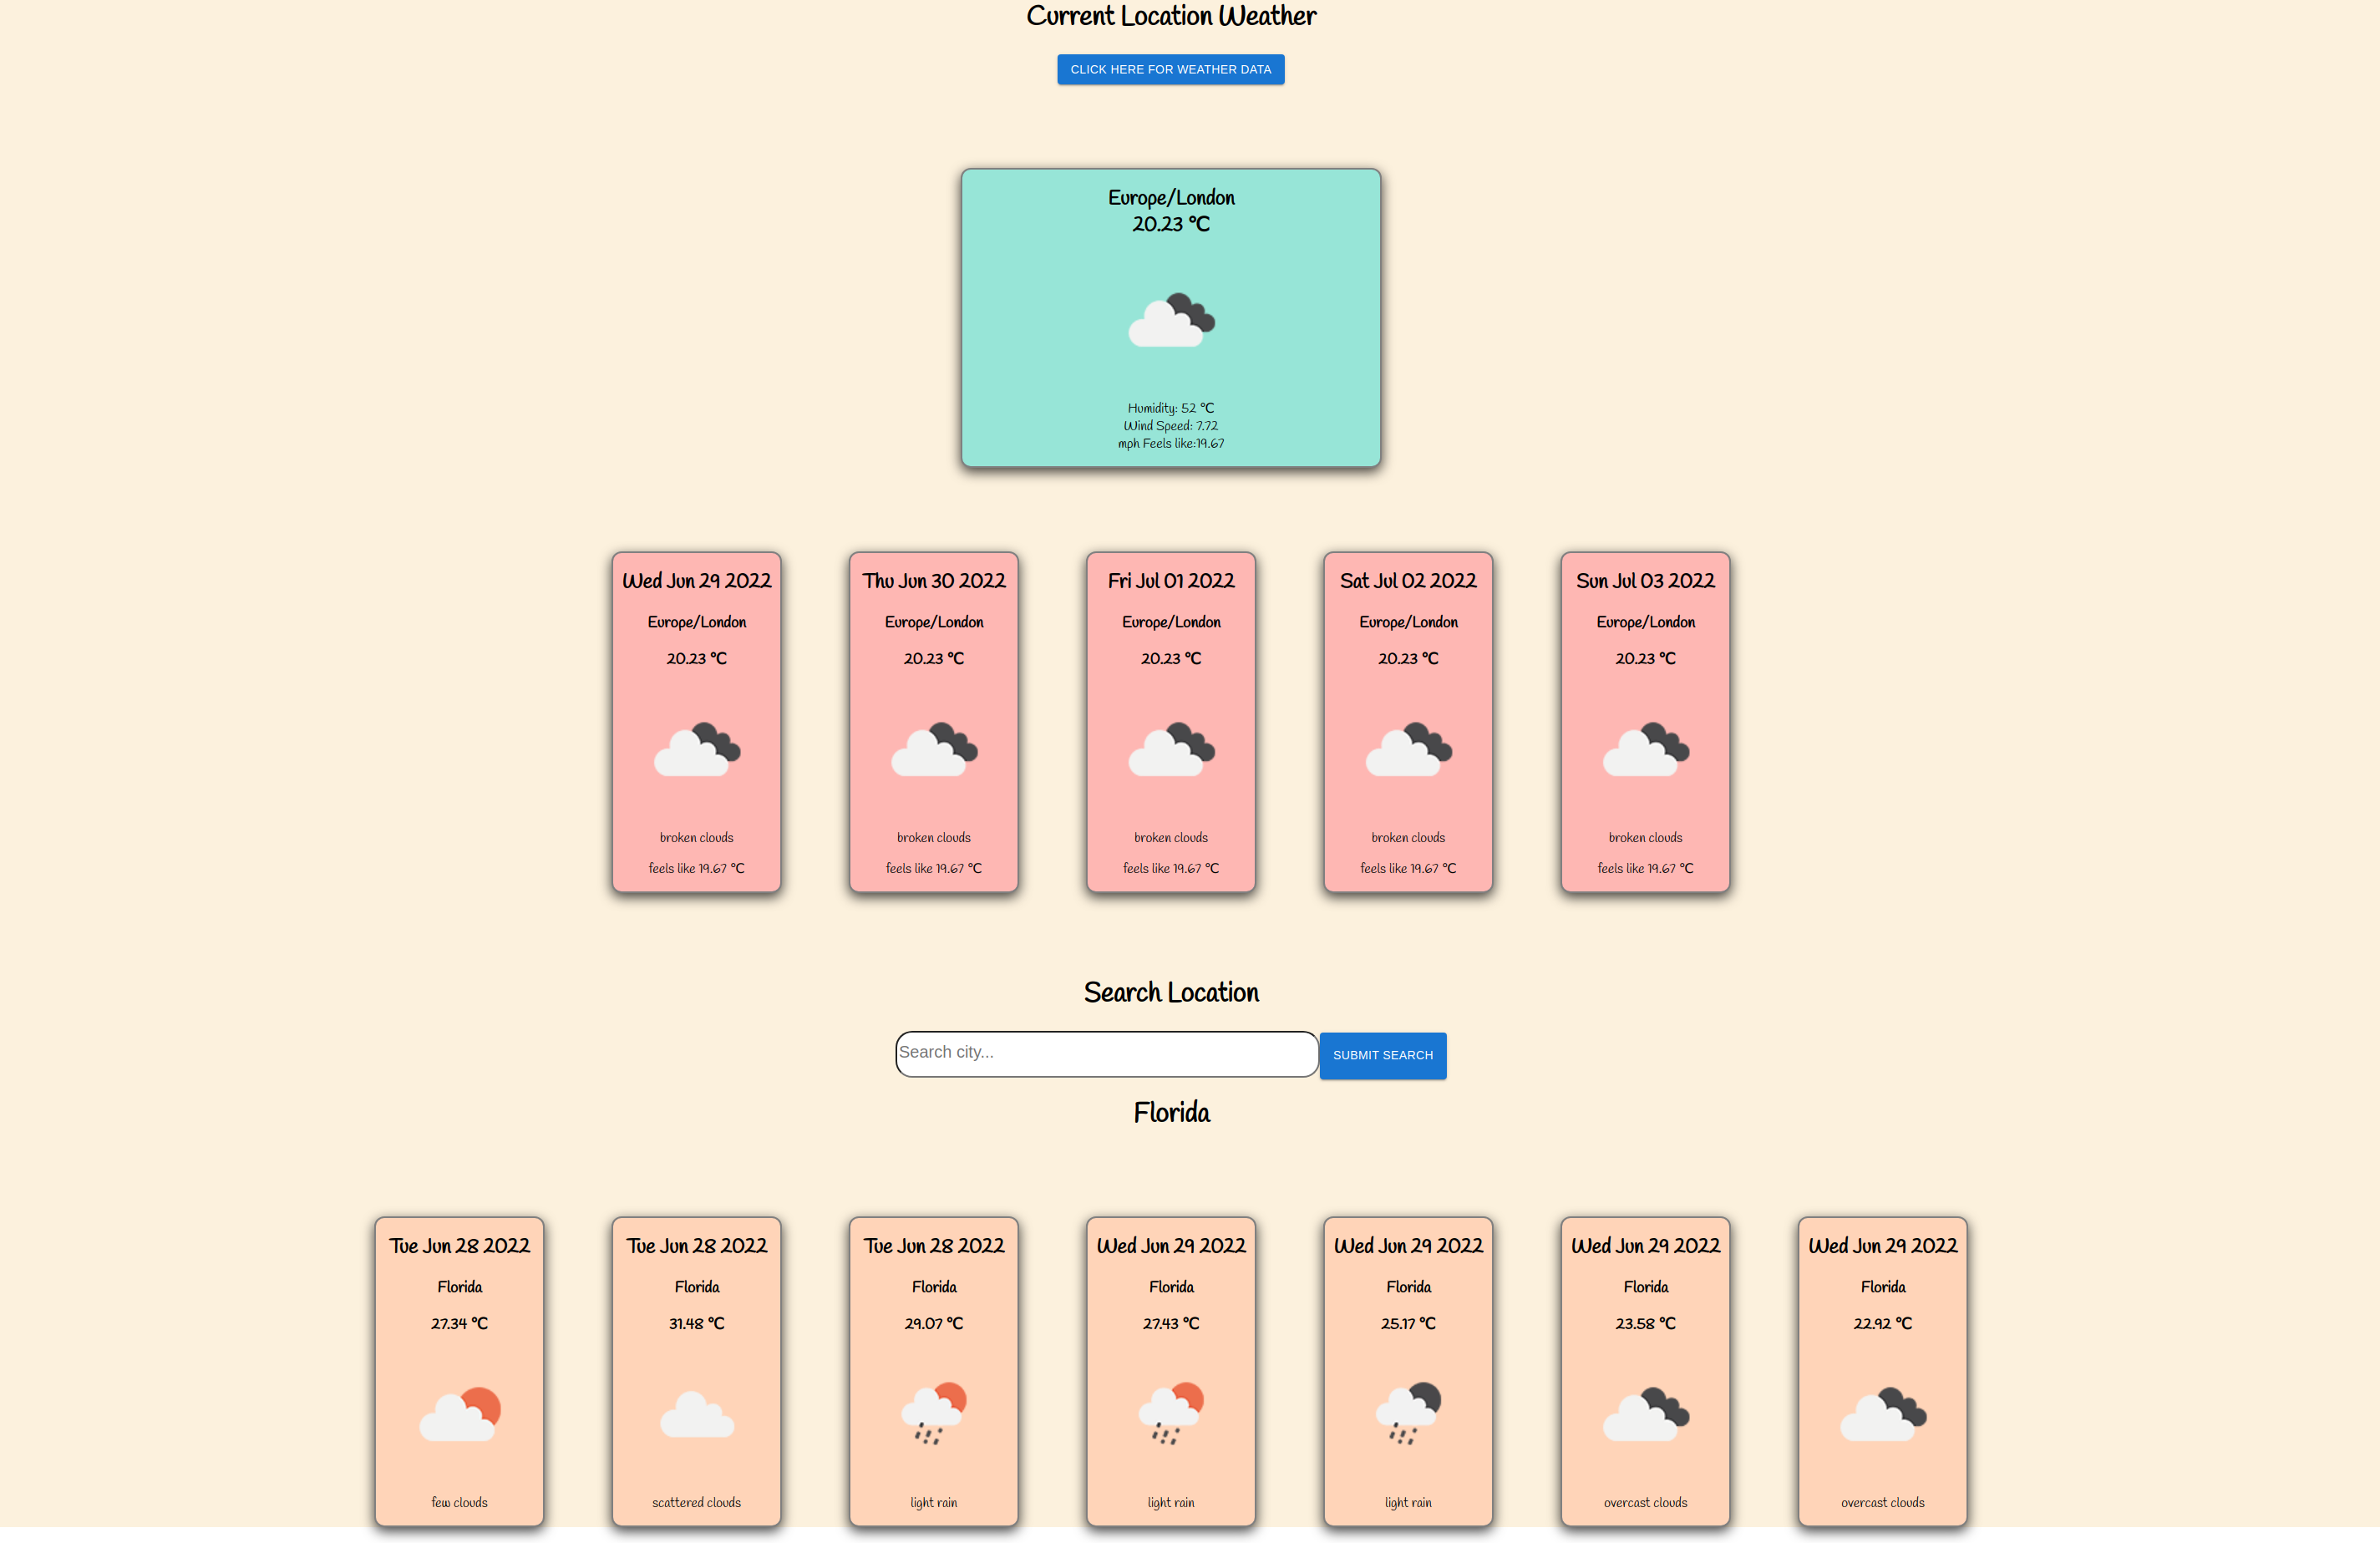 Current Location Weather
CLICK HERE FOR WEATHER DATA
Europe/London
20.23 °C
Humidity: 52 °C
Wind Speed: 7.72
mph Feels like:19.67
Wed Jun 29 2022
Europe/London
20.23 °C
broken clouds
feels like 19.67 °C
Thu Jun 30 2022
Europe/London
20.23 °C
broken clouds
feels like 19.67 °C
Fri Jul 01 2022
Europe/London
20.23 °C
broken clouds
feels like 19.67 °C
Sat Jul 02 2022
Europe/London
20.23 °C
broken clouds
feels like 19.67 °C
Sun Jul 03 2022
Europe/London
20.23 °C
broken clouds
feels like 19.67 °C
Search Location
Search city...
SUBMIT SEARCH
Florida
Tue Jun 28 2022
Florida
27.34 °C
few clouds
Tue Jun 28 2022
Florida
31.48 °C
scattered clouds
Tue Jun 28 2022
Florida
29.07 °C
light rain
Wed Jun 29 2022
Florida
27.43 °C
light rain
Wed Jun 29 2022
Florida
25.17 °C
light rain
Wed Jun 29 2022
Florida
23.58 °C
overcast clouds
Wed Jun 29 2022
Florida
22.92 °C
overcast clouds